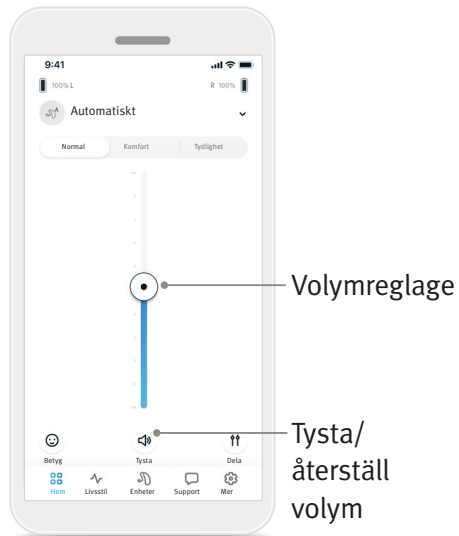 9:41
100% L
R 100%
Automatiskt
Normal Komfort Tydlighet
Volymreglage
Tysta/
återställ
volym
Betyg Tysta Dela
Hem Livsstil Enheter Support Mer